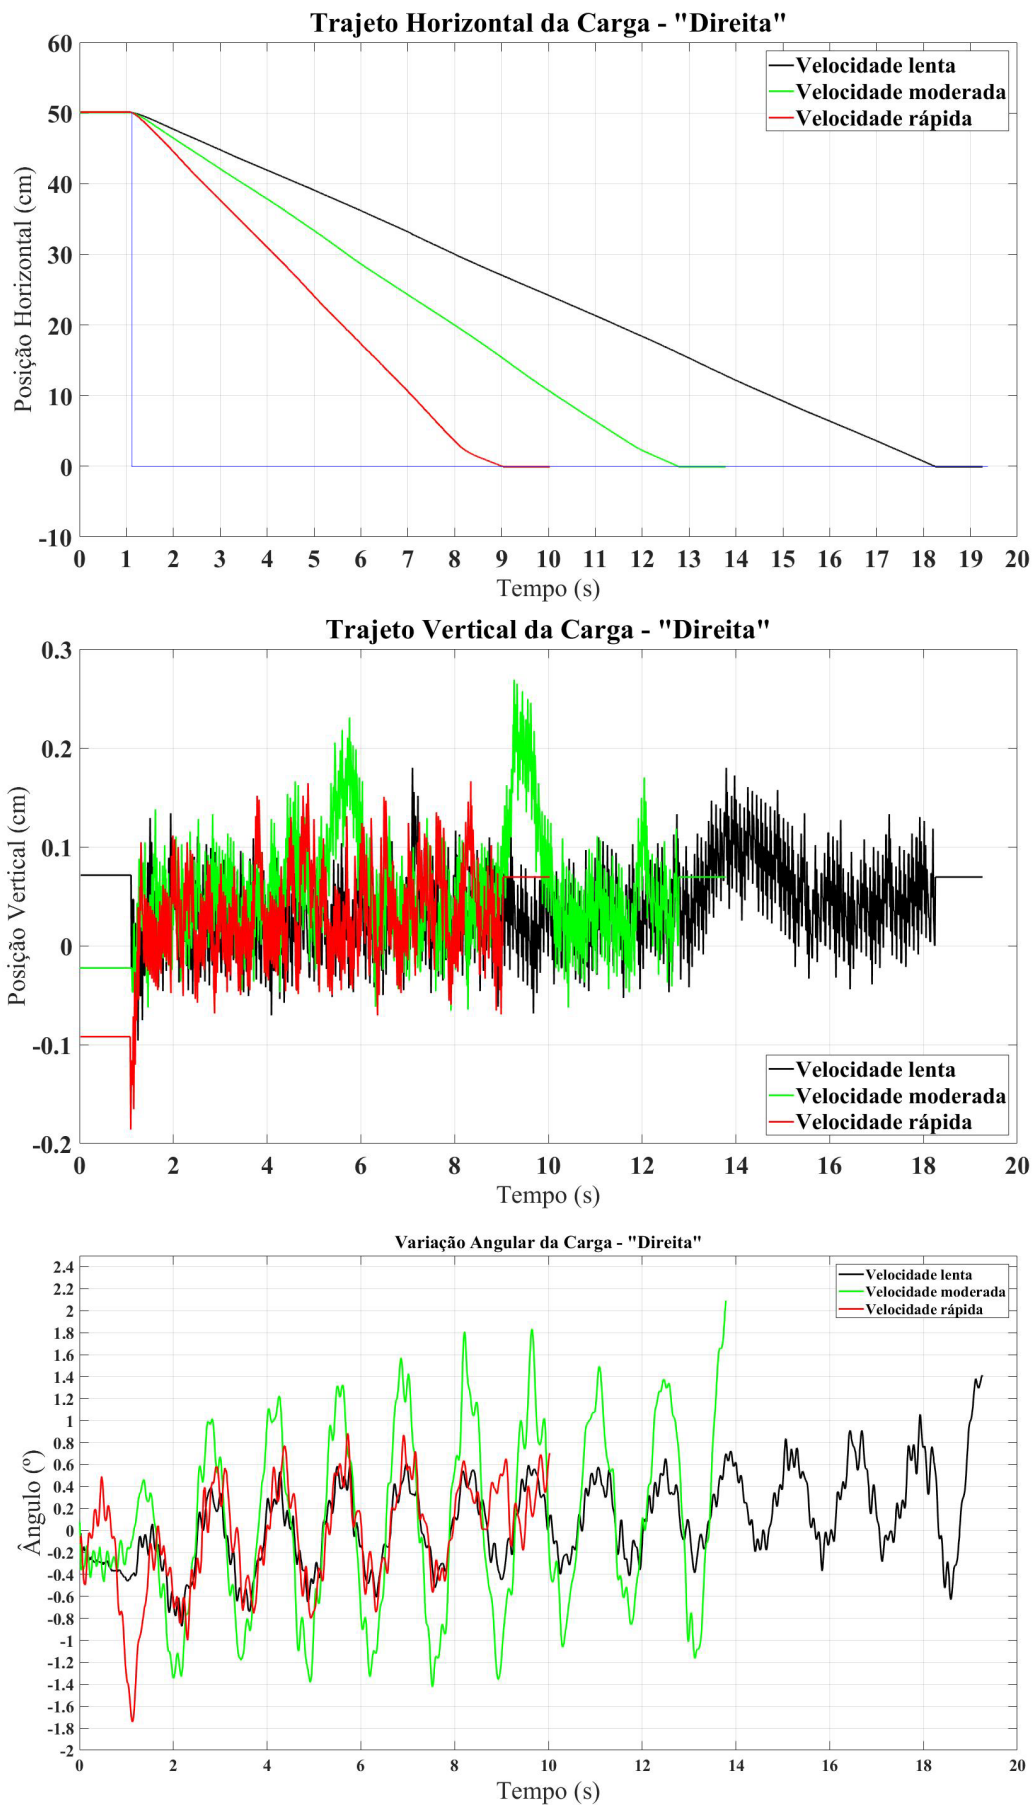 Trajeto Horizontal da Carga - "Direita"
Velocidade lenta
Velocidade moderada
Velocidade rápida
Posição Horizontal (cm)
60
50
40
30
20
10
0
-10
0 1 2 3 4 5 6 7 8 9 10 11 12 13 14 15 16 17 18 19 20
Tempo (s)
Trajeto Vertical da Carga - "Direita"
Posição Vertical (cm)
0.3
0.2
0.1
0
-0.1
-0.2
Velocidade lenta
Velocidade moderada
Velocidade rápida
0 2 4 6 8 10 12 14 16 18 20
Tempo (s)
Variação Angular da Carga - "Direita"
Velocidade lenta
Velocidade moderada
Velocidade rápida
Ângulo (º)
2.4
2.2
2
1.8
1.6
1.4
1.2
1
0.8
0.6
0.4
0.2
0
-0.2
-0.4
-0.6
-0.8
-1
-1.2
-1.4
-1.6
-1.8
-2
0 2 4 6 8 10 12 14 16 18 20
Tempo (s)